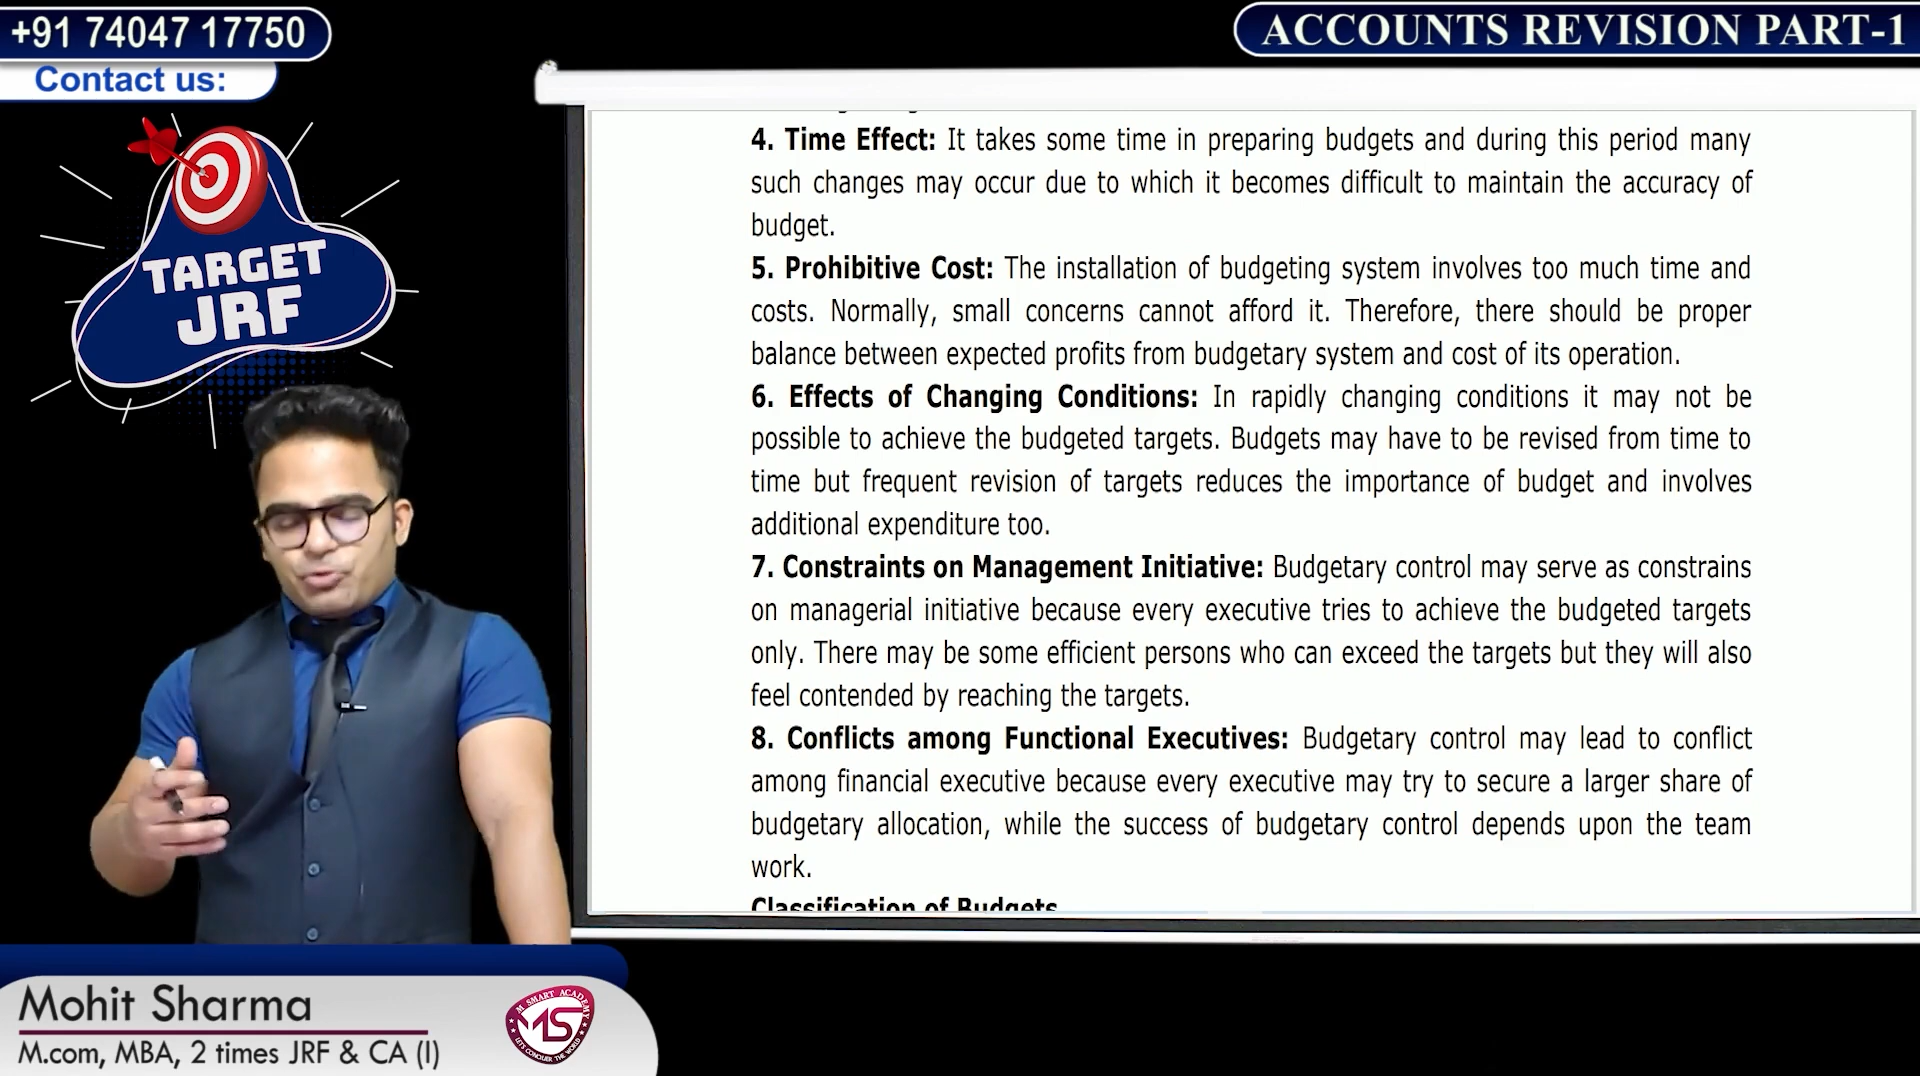 +91 74047 17750
Contact us:
ACCOUNTS REVISION PART-1
TARGET
JRF
4. Time Effect: It takes some time in preparing budgets and during this period many
such changes may occur due to which it becomes difficult to maintain the accuracy of
budget.
5. Prohibitive Cost: The installation of budgeting system involves too much time and
costs. Normally, small concerns cannot afford it. Therefore, there should be proper
balance between expected profits from budgetary system and cost of its operation.
6. Effects of Changing Conditions: In rapidly changing conditions it may not be
possible to achieve the budgeted targets. Budgets may have to be revised from time to
time but frequent revision of targets reduces the importance of budget and involves
additional expenditure too.
7. Constraints on Management Initiative: Budgetary control may serve as constrains
on managerial initiative because every executive tries to achieve the budgeted targets
only. There may be some efficient persons who can exceed the targets but they will also
feel contended by reaching the targets.
8. Conflicts among Functional Executives: Budgetary control may lead to conflict
among financial executive because every executive may try to secure a larger share of
budgetary allocation, while the success of budgetary control depends upon the team
work.
Classification of Budgets
Mohit Sharma
M.com, MBA, 2 times JRF & CA (I)
M SMART ACADEMY
MS
LETS CONQUER THE WORLD